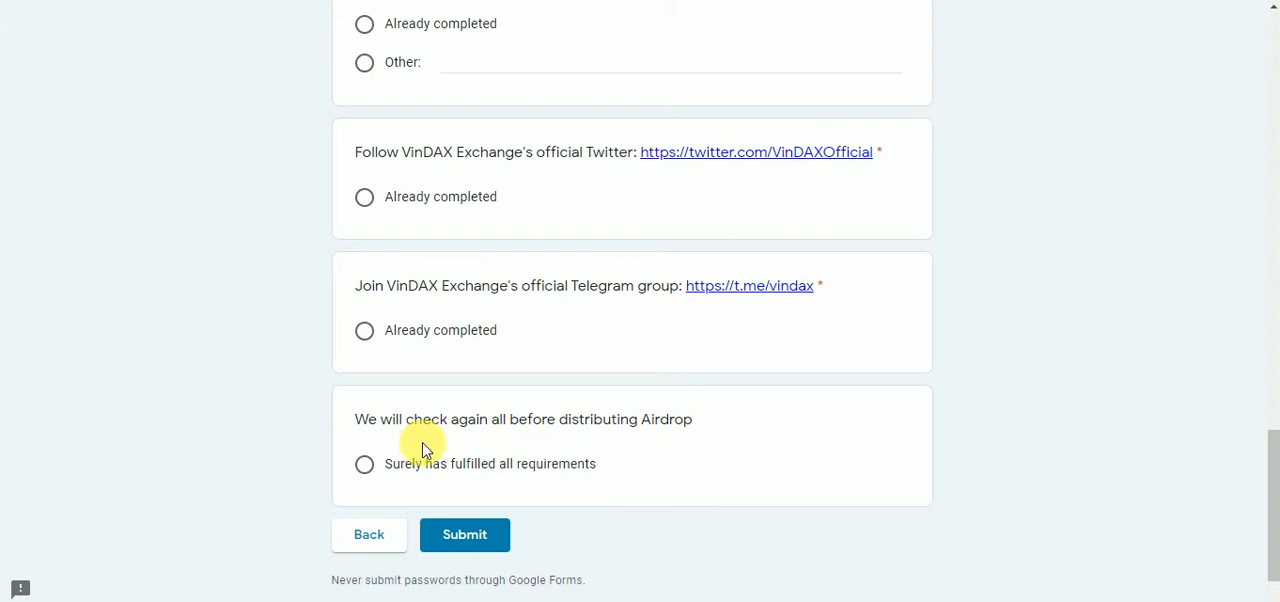 Already completed
Other:
Follow VinDAX Exchange's official Twitter: https://twitter.com/VinDAXOfficial *
Already completed
Join VinDAX Exchange's official Telegram group: https://t.me/vindax *
Already completed
We will check again all before distributing Airdrop
Surely has fulfilled all requirements
Back Submit
Never submit passwords through Google Forms.